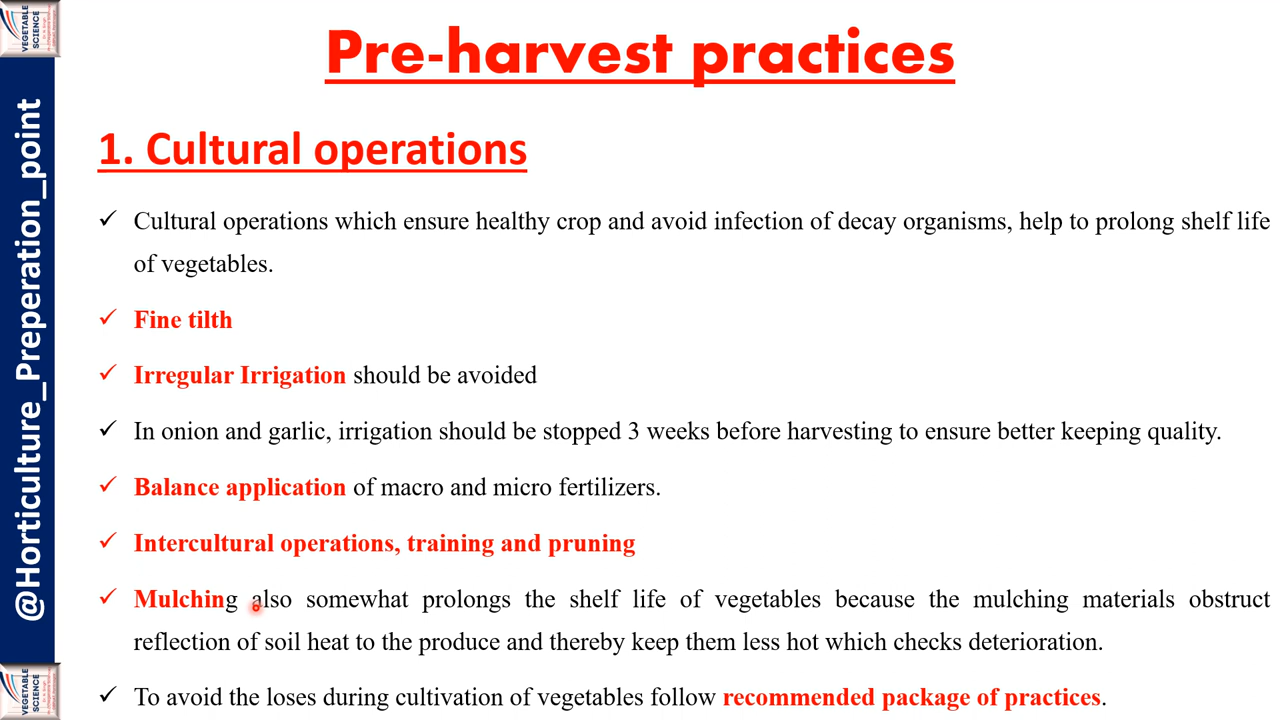 VEGETABLE
SCIENCE
@Horticulture_Preperation_point
Pre-harvest practices
1. Cultural operations
✓ Cultural operations which ensure healthy crop and avoid infection of decay organisms, help to prolong shelf life
of vegetables.
✓ Fine tilth
✓ Irregular Irrigation should be avoided
✓ In onion and garlic, irrigation should be stopped 3 weeks before harvesting to ensure better keeping quality.
✓ Balance application of macro and micro fertilizers.
✓ Intercultural operations, training and pruning
✓ Mulching also somewhat prolongs the shelf life of vegetables because the mulching materials obstruct
reflection of soil heat to the produce and thereby keep them less hot which checks deterioration.
✓ To avoid the loses during cultivation of vegetables follow recommended package of practices.
VEGETABLE
SCIENCE